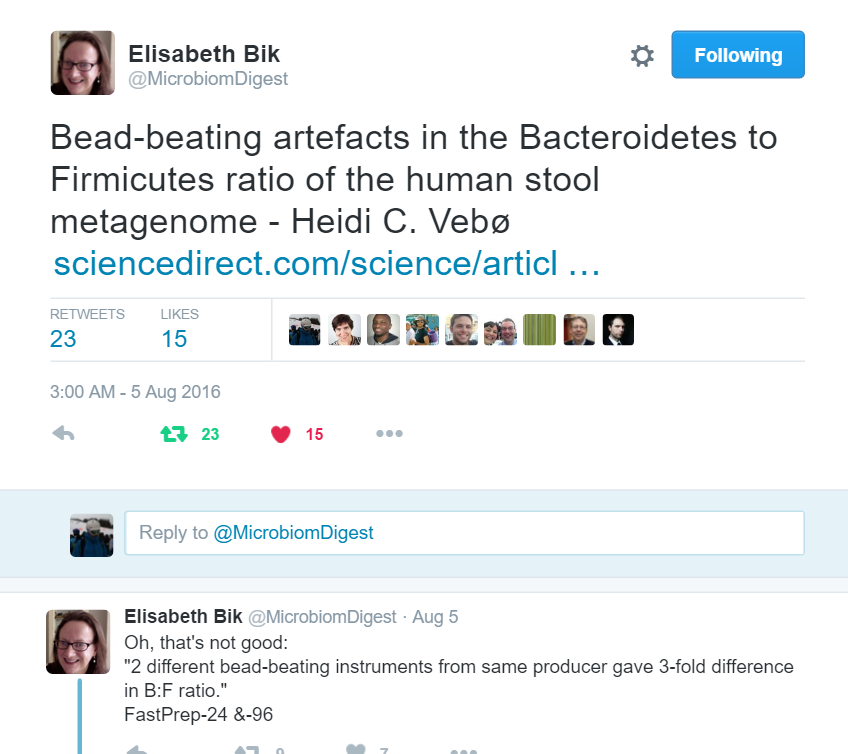 Elisabeth Bik
@MicrobiomDigest
Following
Bead-beating artefacts in the Bacteroidetes to
Firmicutes ratio of the human stool
metagenome - Heidi C. Vebø
sciencedirect.com/science/articl …
RETWEETS
23
LIKES
15
3:00 AM - 5 Aug 2016
23
15
Reply to @MicrobiomDigest
Elisabeth Bik @MicrobiomDigest · Aug 5
Oh, that's not good:
"2 different bead-beating instruments from same producer gave 3-fold difference
in B:F ratio."
FastPrep-24 &-96